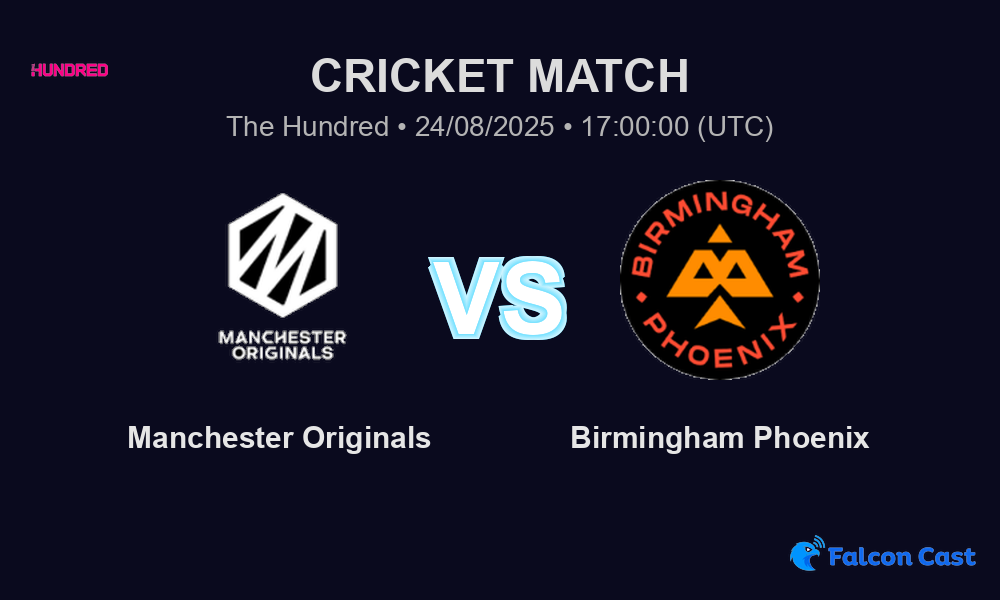 HUNDRED
CRICKET MATCH
The Hundred • 24/08/2025 • 17:00:00 (UTC)
MANCHESTER
ORIGINALS
VS
BIRMINGHAM
PHOENIX
Manchester Originals
Birmingham Phoenix
Falcon Cast